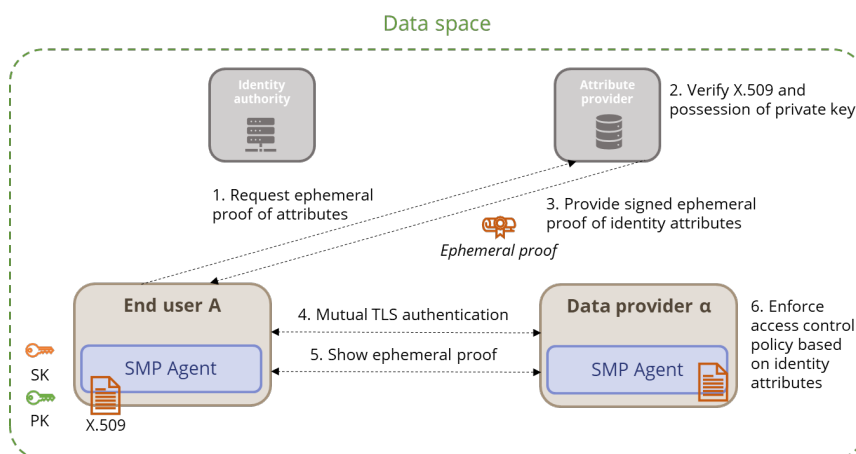 Data space
Identity
authority
Attribute
provider
2. Verify X.509 and
possession of private key
1. Request ephemeral
proof of attributes
3. Provide signed ephemeral
proof of identity attributes
Ephemeral proof
End user A
SMP Agent
SK
PK
X.509
4. Mutual TLS authentication
5. Show ephemeral proof
Data provider α
SMP Agent
6. Enforce
access control
policy based
on identity
attributes